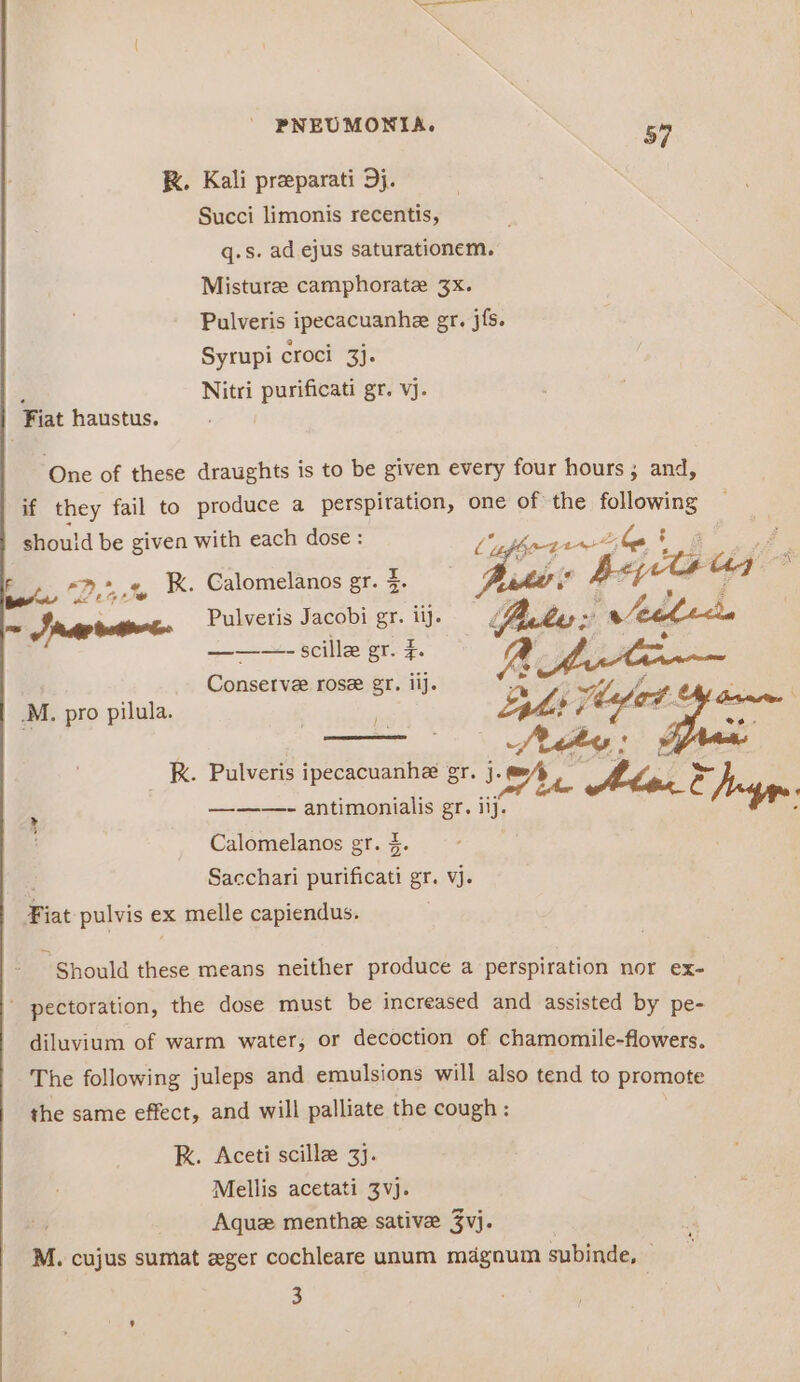 PNEUMONIA. 57
℞. Kali præparati ℈j.
Succi limonis recentis,
q.s. ad ejus saturationem.
Misturæ camphoratæ ʒx.
Pulveris ipecacuanhæ gr. jſs.
Syrupi croci ʒj.
Nitri purificati gr. vj.
Fiat haustus.
One of these draughts is to be given every four hours; and,
if they fail to produce a perspiration, one of the following
should be given with each dose:
℞. Calomelanos gr.
Pulveris Jacobi gr. iij.
———- scillæ gr.
Conservæ rosæ gr. iij.
M. pro pilula.
℞. Pulveris ipecacuanhæ gr. j.
———- antimonialis gr. iij.
Calomelanos gr.
Sacchari purificati gr. vj.
Fiat pulvis ex melle capiendus.
Should these means neither produce a perspiration nor ex-
pectoration, the dose must be increased and assisted by pe-
diluvium of warm water, or decoction of chamomile-flowers.
The following juleps and emulsions will also tend to promote
the same effect, and will palliate the cough:
℞. Aceti scillæ ʒj.
Mellis acetati ʒvj.
Aquæ menthæ sativæ ℥vj.
M. cujus sumat æger cochleare unum magnum subinde,
3